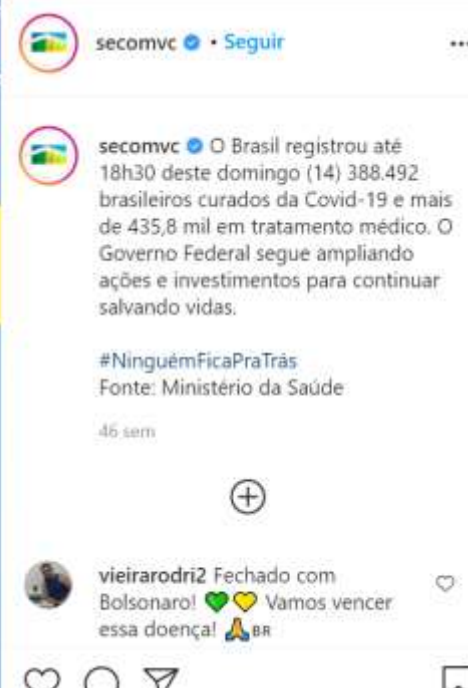 secomvc • Seguir
secomvc O Brasil registrou até
18h30 deste domingo (14) 388.492
brasileiros curados da Covid-19 e mais
de 435,8 mil em tratamento médico. O
Governo Federal segue ampliando
ações e investimentos para continuar
salvando vidas.
#NinguémFicaPraTrás
Fonte: Ministério da Saúde
46 sem
vieirarodri2 Fechado com
Bolsonaro! 💚💛 Vamos vencer
essa doença! 🙏BR